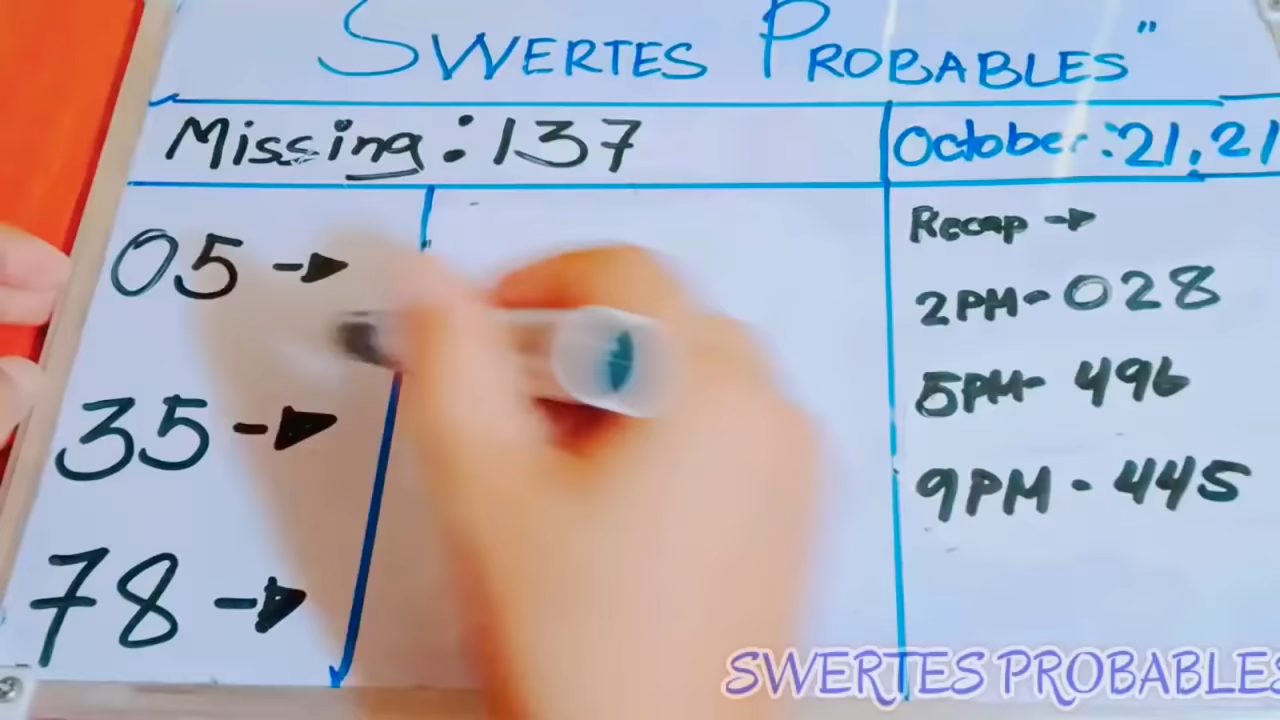 SWERTES PROBABLES"
Missing: 137
October: 21, 21
05 →
35 →
78 →
Recap →
2PM - 028
5PM - 496
9PM - 445
SWERTES PROBABLES